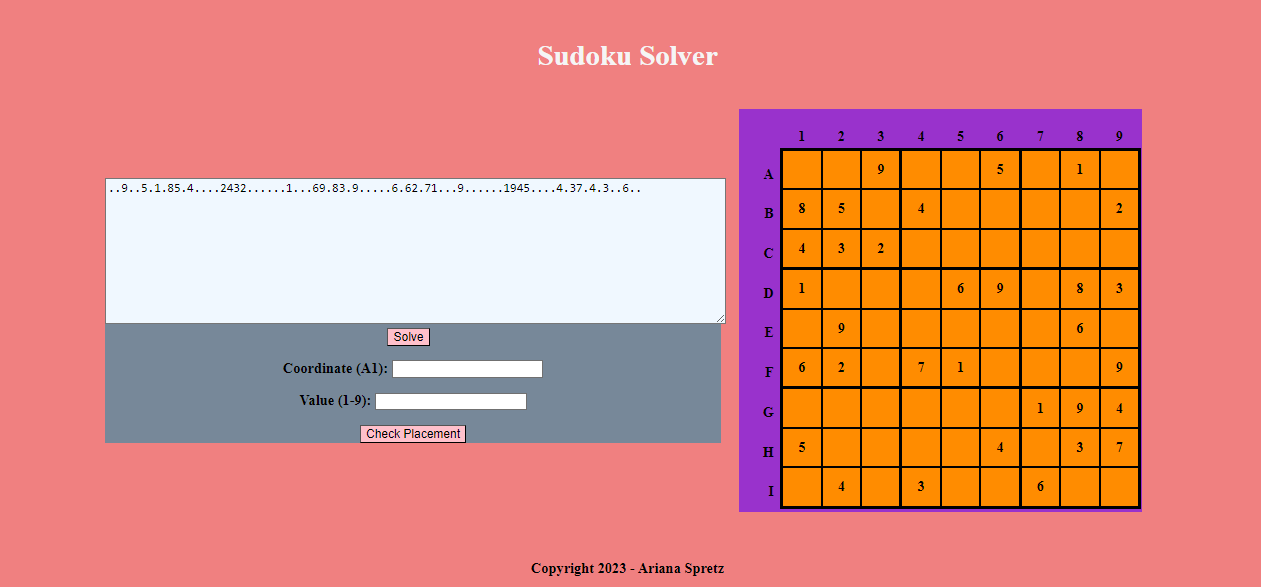 Sudoku Solver
..9..5.1.85.4....2432......1...69.83.9.....6.62.71...9......1945....4.37.4.3..6..
Solve
Coordinate (A1):
Value (1-9):
Check Placement
1 2 3 4 5 6 7 8 9
A 9 5 1
B 8 5 4 2
C 4 3 2
D 1 6 9 8 3
E 9 6
F 6 2 7 1 9
G 1 9 4
H 5 4 3 7
I 4 3 6
Copyright 2023 - Ariana Spretz